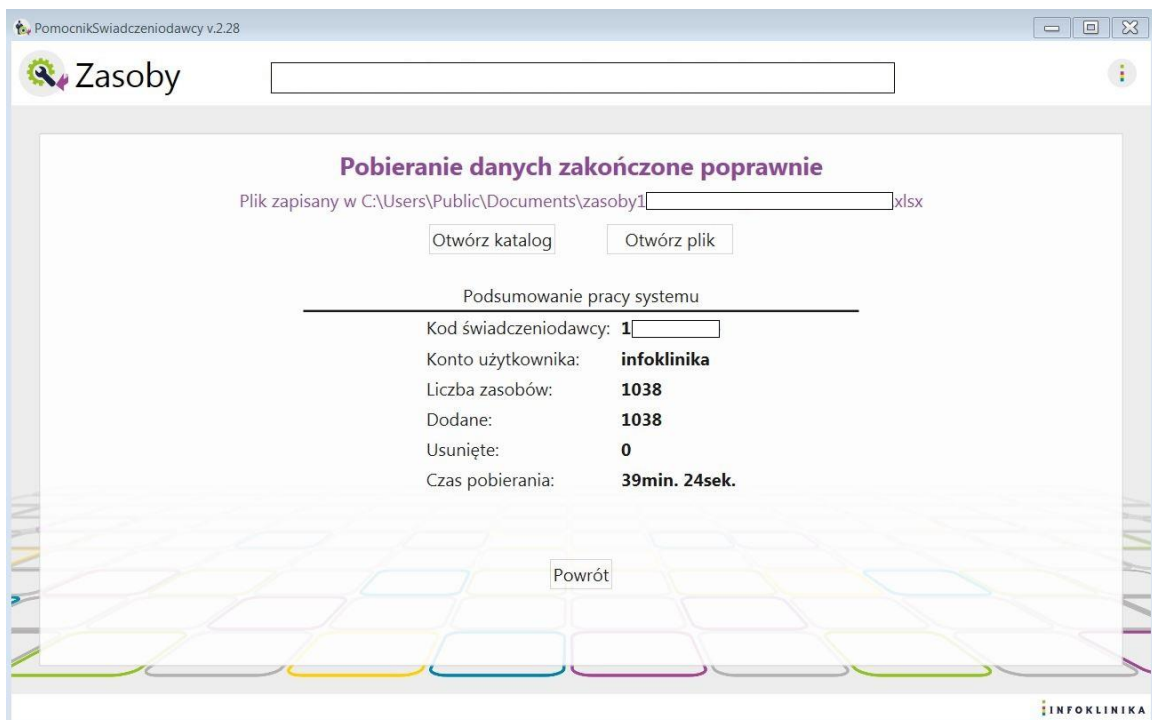 PomocnikSwiadczeniodawcy v.2.28
Zasoby
Pobieranie danych zakończone poprawnie
Plik zapisany w C:\Users\Public\Documents\zasoby1 xlsx
Otwórz katalog Otwórz plik
Podsumowanie pracy systemu
Kod świadczeniodawcy: 1
Konto użytkownika: infoklinika
Liczba zasobów: 1038
Dodane: 1038
Usunięte: 0
Czas pobierania: 39min. 24sek.
Powrót
INFOKLINIKA